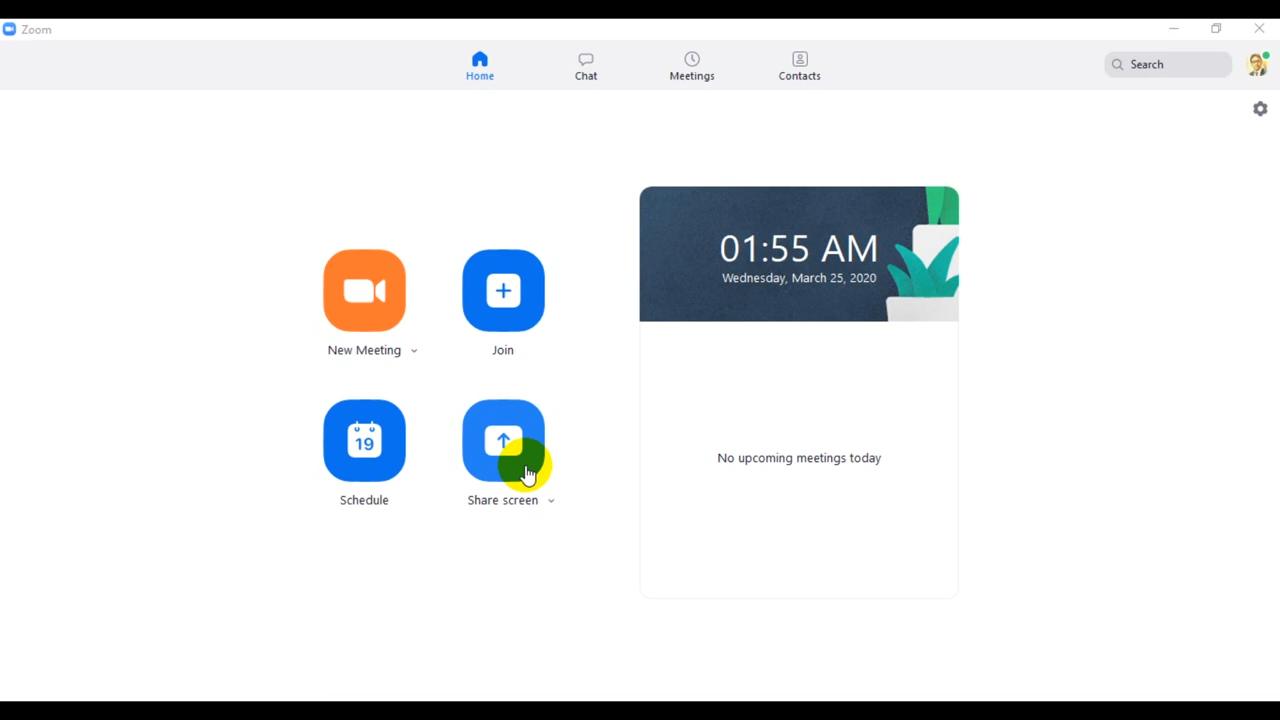 Zoom
Home
Chat
Meetings
Contacts
Search
01:55 AM
Wednesday, March 25, 2020
New Meeting
Join
19
Schedule
Share screen
No upcoming meetings today